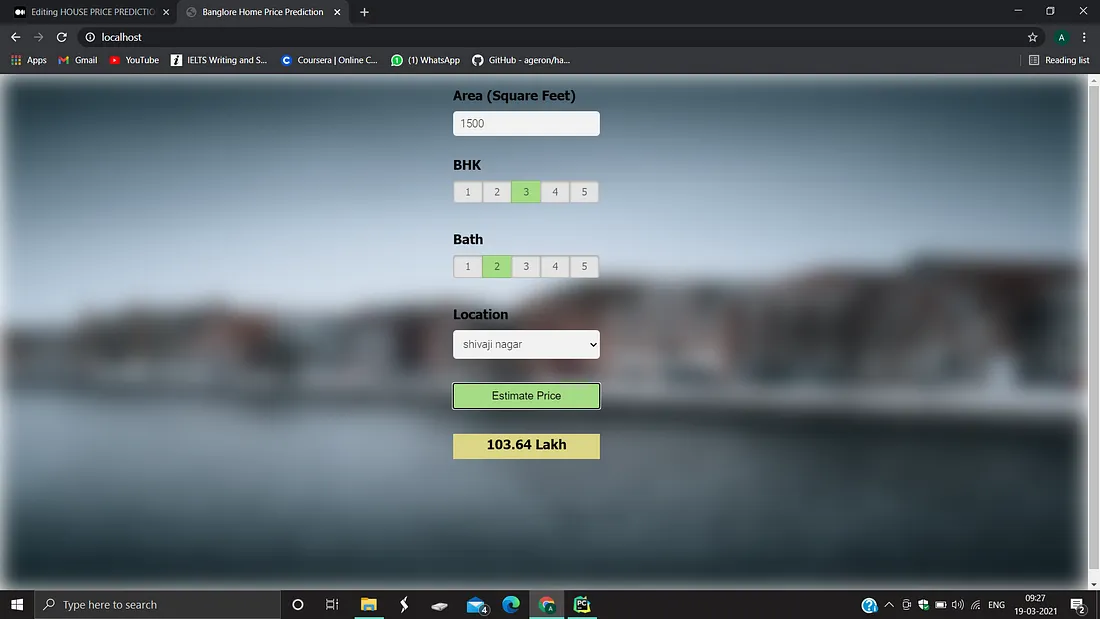 Editing HOUSE PRICE PREDICTIO
Banglore Home Price Prediction
localhost
A
Apps
Gmail
YouTube
IELTS Writing and S...
Coursera | Online C...
(1) WhatsApp
GitHub - ageron/ha...
Reading list
Area (Square Feet)
1500
BHK
1 2 3 4 5
Bath
1 2 3 4 5
Location
shivaji nagar
Estimate Price
103.64 Lakh
Type here to search
4
PC
ENG
09:27
19-03-2021
2